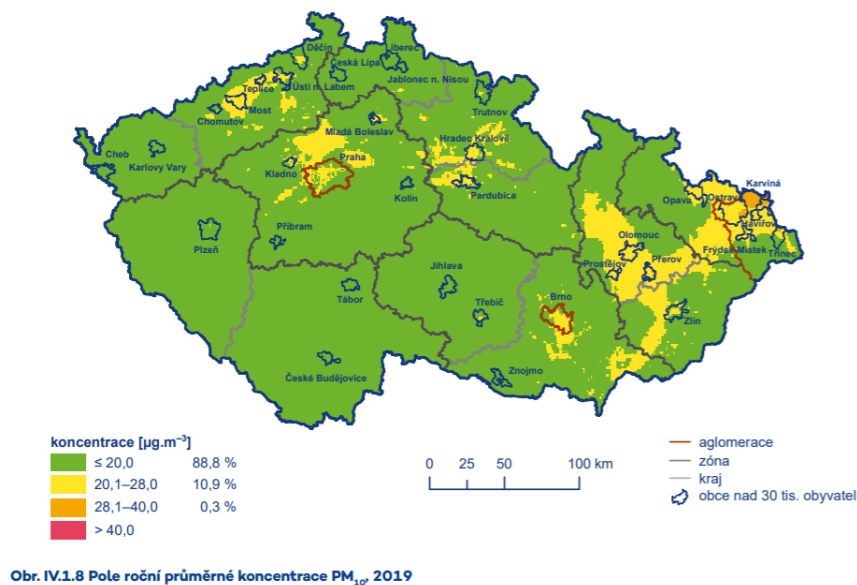 Děčín
Liberec
Česká Lípa
Teplice
Ústí n. Labem
Jablonec n. Nisou
Most
Trutnov
Chomutov
Mladá Boleslav
Hradec Králové
Cheb
Karlovy Vary
Praha
Kladno
Karviná
Kolín
Pardubice
Opava
Ostrava
Havířov
Plzeň
Příbram
Olomouc
Frýdek-Místek
Třinec
Prostějov
Přerov
Jihlava
Tábor
Třebíč
Brno
Zlín
České Budějovice
Znojmo
koncentrace [µg.m⁻³]
≤ 20,0 88,8 %
20,1–28,0 10,9 %
28,1–40,0 0,3 %
> 40,0
0 25 50 100 km
aglomerace
zóna
kraj
obce nad 30 tis. obyvatel
Obr. IV.1.8 Pole roční průměrné koncentrace PM₁₀, 2019